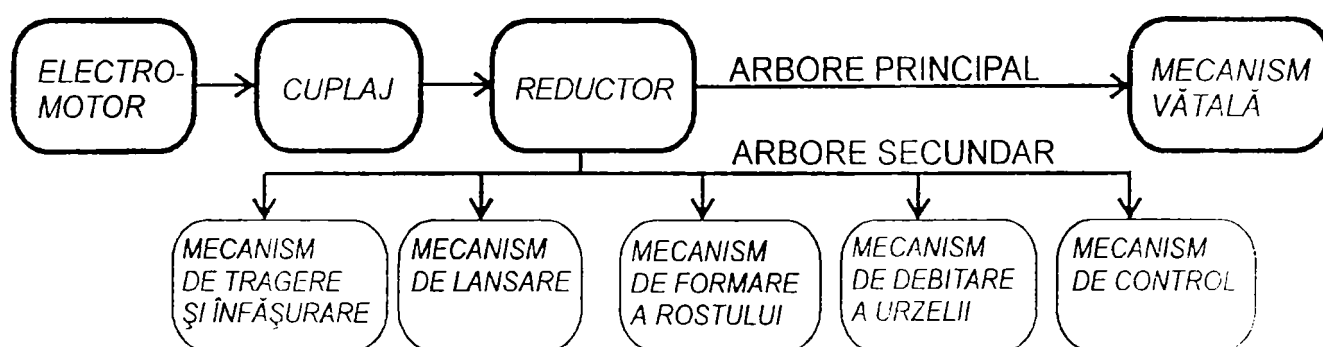 ELECTRO-
MOTOR
CUPLAJ
REDUCTOR
ARBORE PRINCIPAL
MECANISM
VĂTALĂ
ARBORE SECUNDAR
MECANISM
DE TRAGERE
ŞI ÎNFĂŞURARE
MECANISM
DE LANSARE
MECANISM
DE FORMARE
A ROSTULUI
MECANISM
DE DEBITARE
A URZELII
MECANISM
DE CONTROL